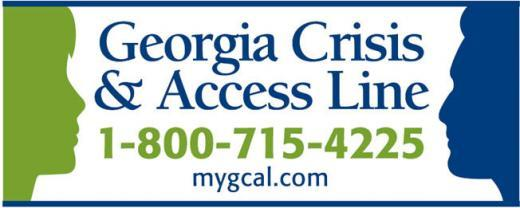 Georgia Crisis
& Access Line
1-800-715-4225
mygcal.com